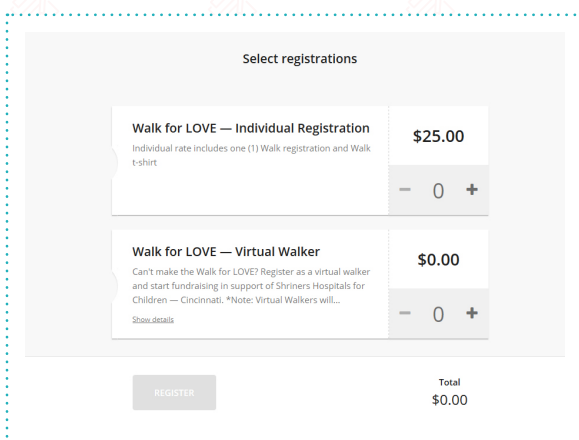 Select registrations
Walk for LOVE — Individual Registration
$25.00
Individual rate includes one (1) Walk registration and Walk
t-shirt
− 0 +
Walk for LOVE — Virtual Walker
$0.00
Can't make the Walk for LOVE? Register as a virtual walker
and start fundraising in support of Shriners Hospitals for
Children — Cincinnati. *Note: Virtual Walkers will...
Show details
− 0 +
REGISTER
Total
$0.00